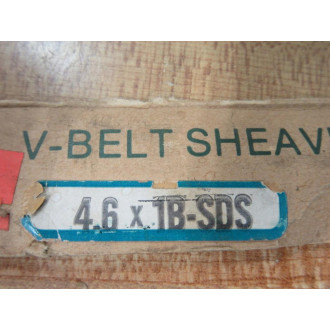 V-BELT SHEAV
4.6 x 1B-SDS